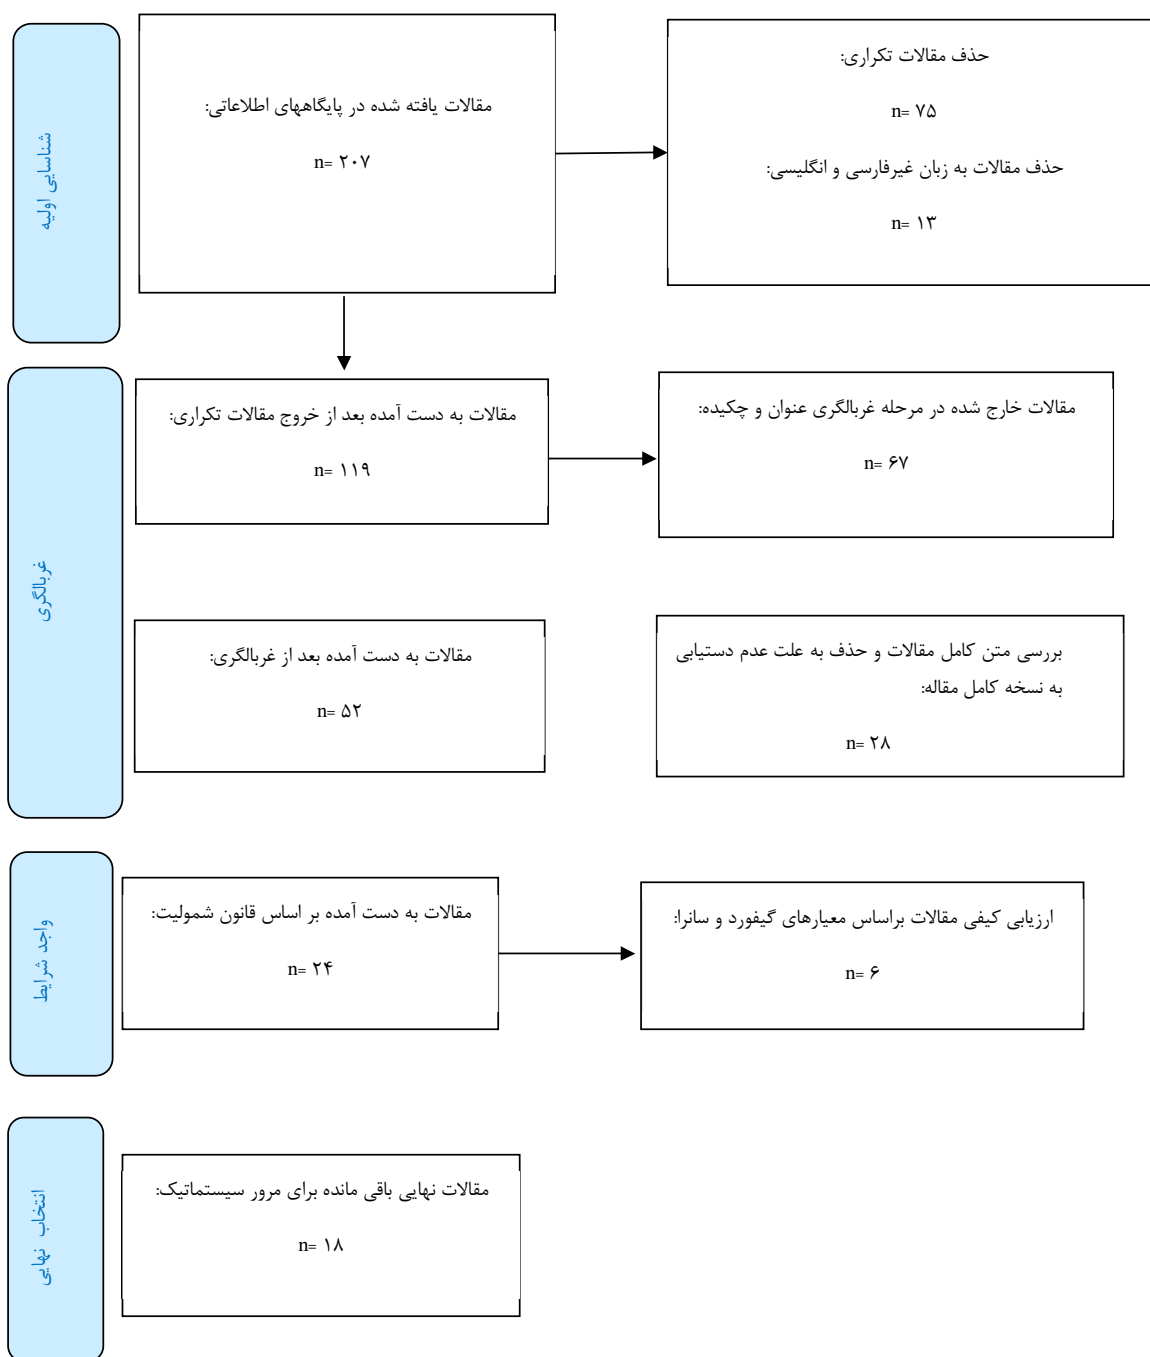 شناسایی اولیه
مقالات یافته شده در پایگاههای اطلاعاتی:
n= ۲۰۷
حذف مقالات تکراری:
n= ۷۵
حذف مقالات به زبان غیرفارسی و انگلیسی:
n= ۱۳
غربالگری
مقالات به دست آمده بعد از خروج مقالات تکراری:
n= ۱۱۹
مقالات خارج شده در مرحله غربالگری عنوان و چکیده:
n= ۶۷
مقالات به دست آمده بعد از غربالگری:
n= ۵۲
بررسی متن کامل مقالات و حذف به علت عدم دستیابی
به نسخه کامل مقاله:
n= ۲۸
واجد شرایط
مقالات به دست آمده بر اساس قانون شمولیت:
n= ۲۴
ارزیابی کیفی مقالات براساس معیارهای گیفورد و سانرا:
n= ۶
انتخاب نهایی
مقالات نهایی باقی مانده برای مرور سیستماتیک:
n= ۱۸